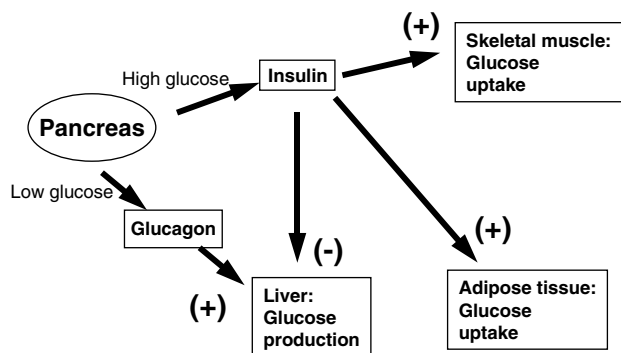 (+)
Skeletal muscle:
Glucose
uptake
High glucose
Insulin
Pancreas
Low glucose
Glucagon
(-)
(+)
(+)
Liver:
Glucose
production
Adipose tissue:
Glucose
uptake